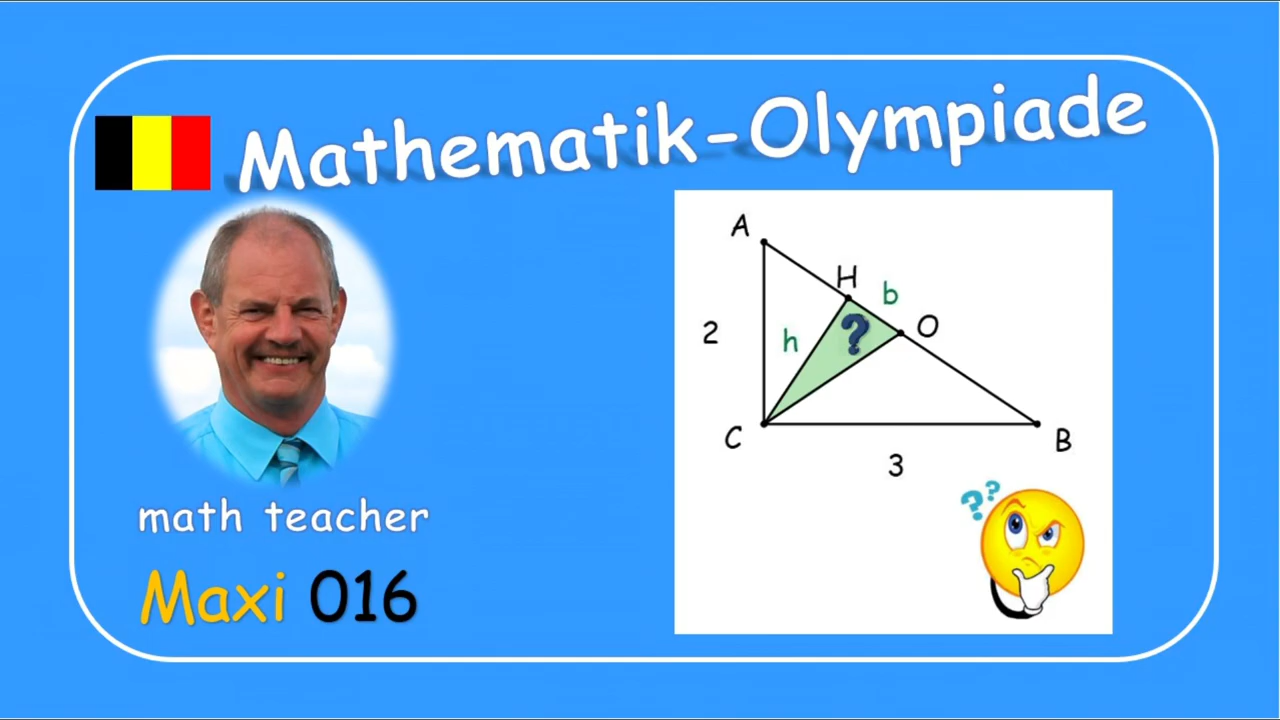 Mathematik-Olympiade
math teacher
Maxi 016
A
H
b
O
?
h
2
C
B
3
? ?